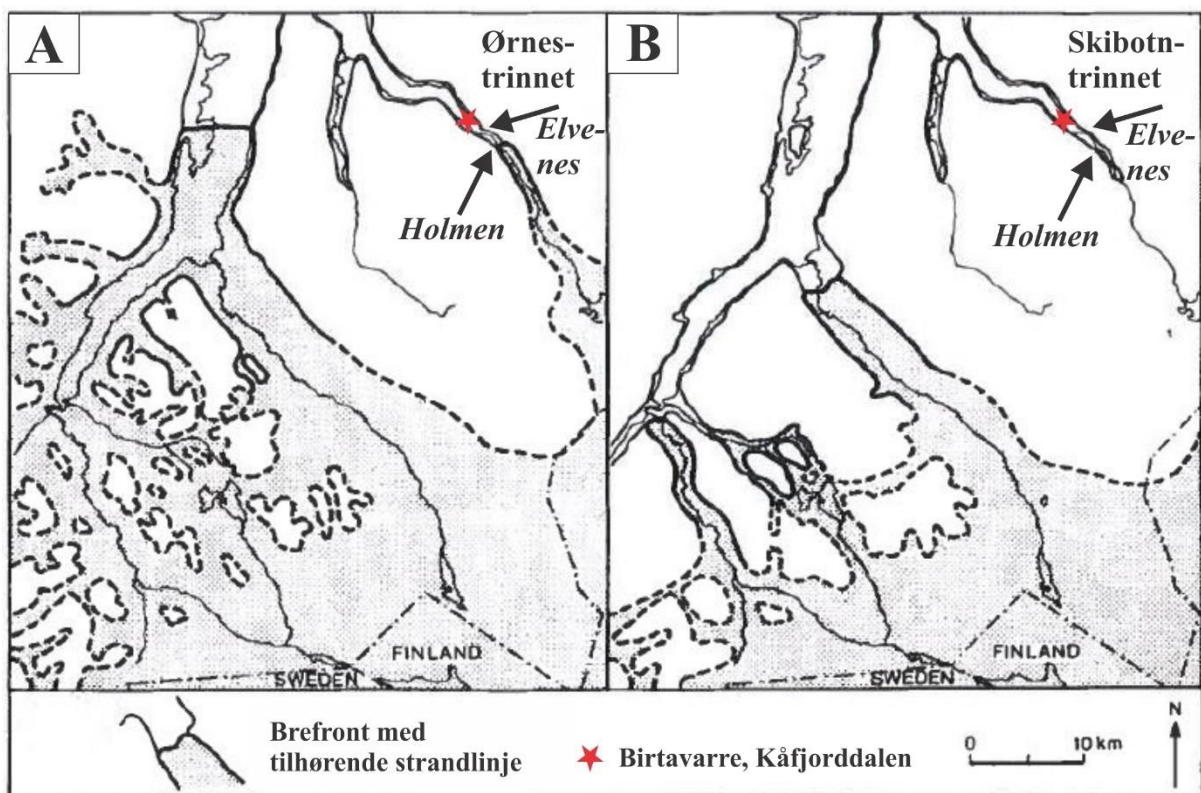 A
Ørnes-
trinnet
Elve-
nes
Holmen
FINLAND
SWEDEN
B
Skibotn-
trinnet
Elve-
nes
Holmen
FINLAND
SWEDEN
Brefront med
tilhørende strandlinje
Birtavarre, Kåfjorddalen
0 10 km
N